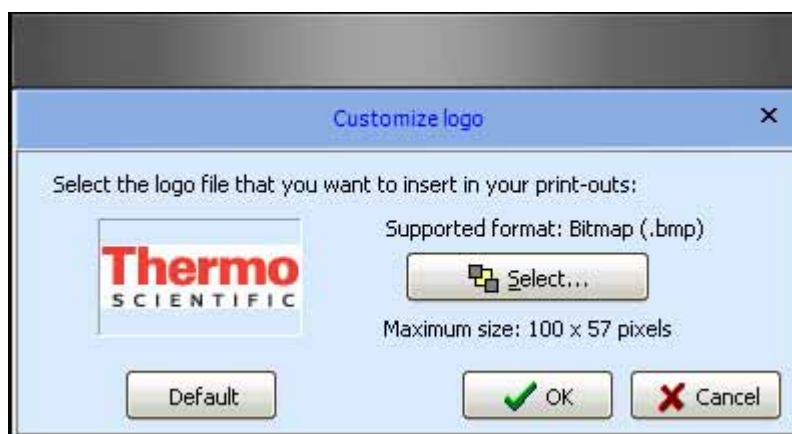 Customize logo
Select the logo file that you want to insert in your print-outs:
Supported format: Bitmap (.bmp)
Thermo
SCIENTIFIC
Select...
Maximum size: 100 x 57 pixels
Default
OK
Cancel